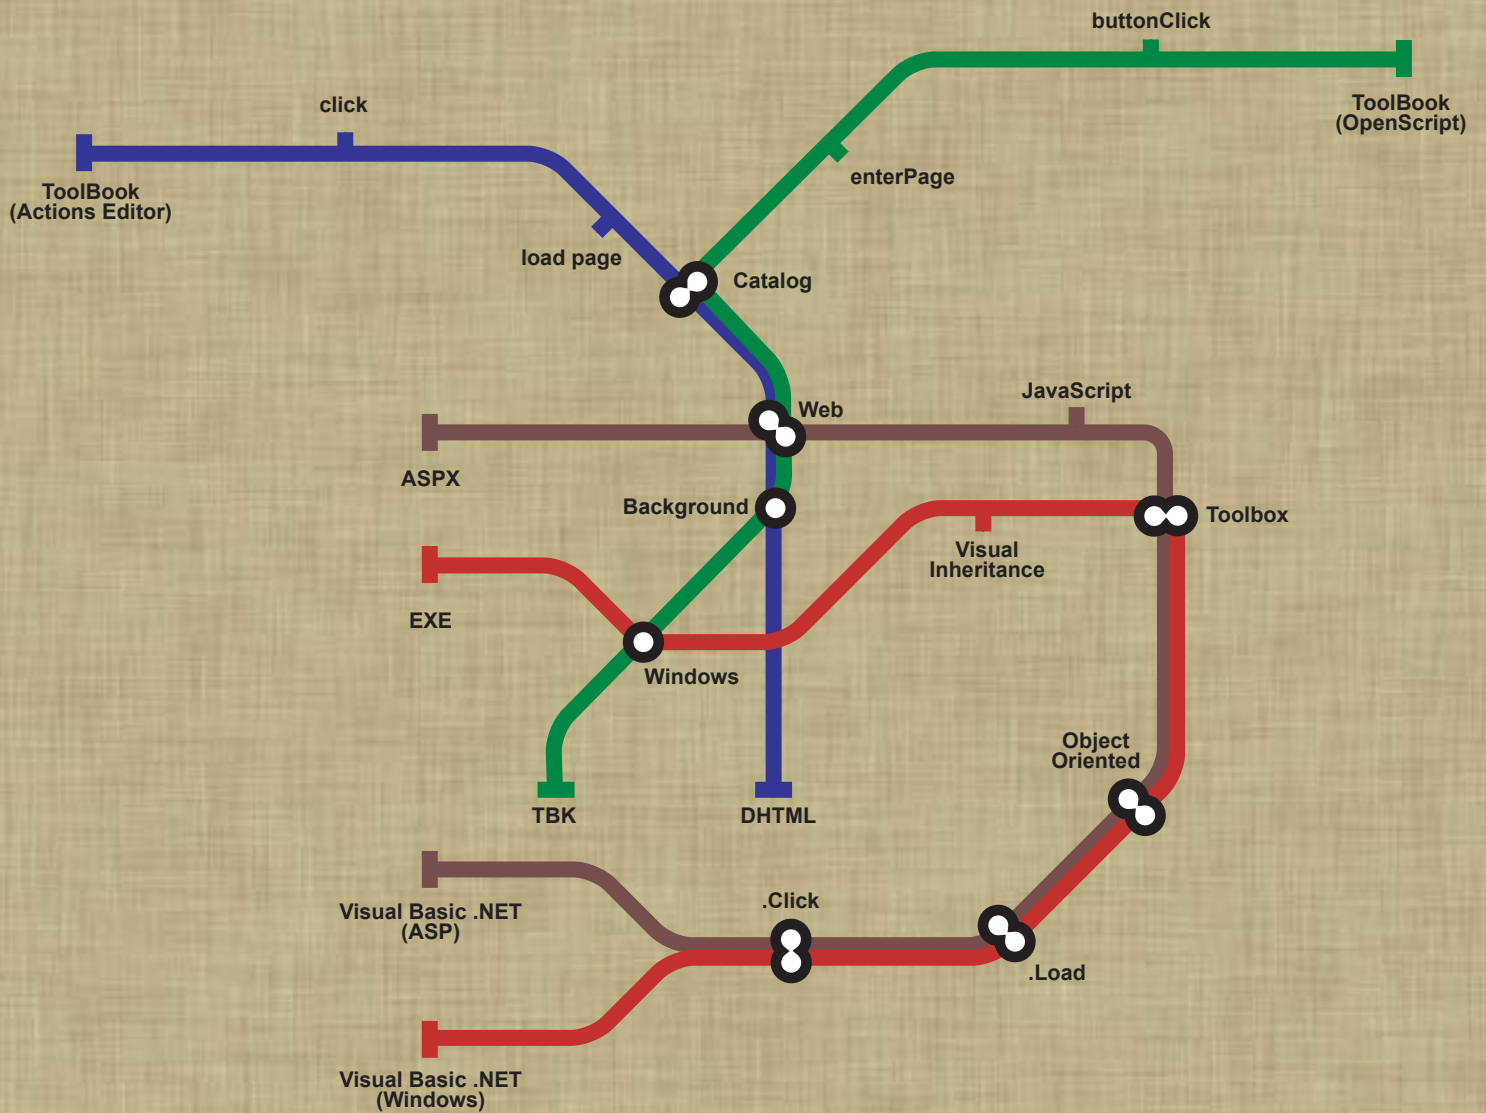 buttonClick
click
ToolBook
(OpenScript)
enterPage
ToolBook
(Actions Editor)
load page
Catalog
JavaScript
Web
ASPX
Background
Toolbox
Visual
Inheritance
EXE
Windows
Object
Oriented
TBK
DHTML
.Click
Visual Basic .NET
(ASP)
.Load
Visual Basic .NET
(Windows)